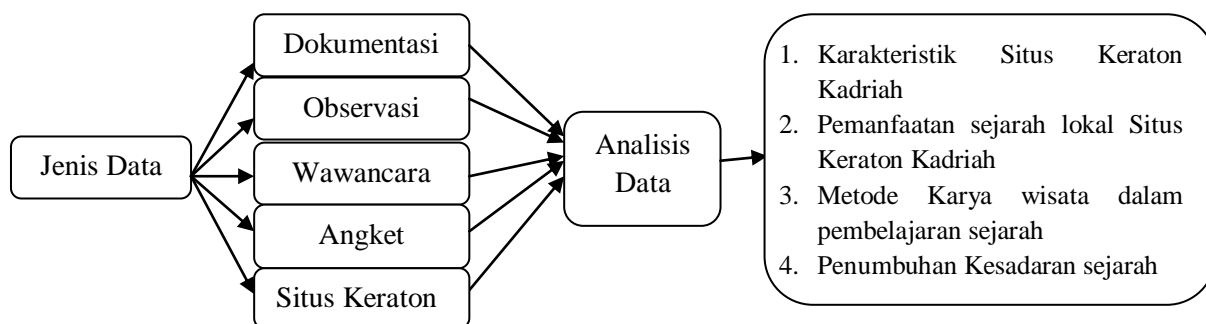 Jenis Data
Dokumentasi
Observasi
Wawancara
Angket
Situs Keraton
Analisis
Data
1. Karakteristik Situs Keraton
Kadriah
2. Pemanfaatan sejarah lokal Situs
Keraton Kadriah
3. Metode Karya wisata dalam
pembelajaran sejarah
4. Penumbuhan Kesadaran sejarah